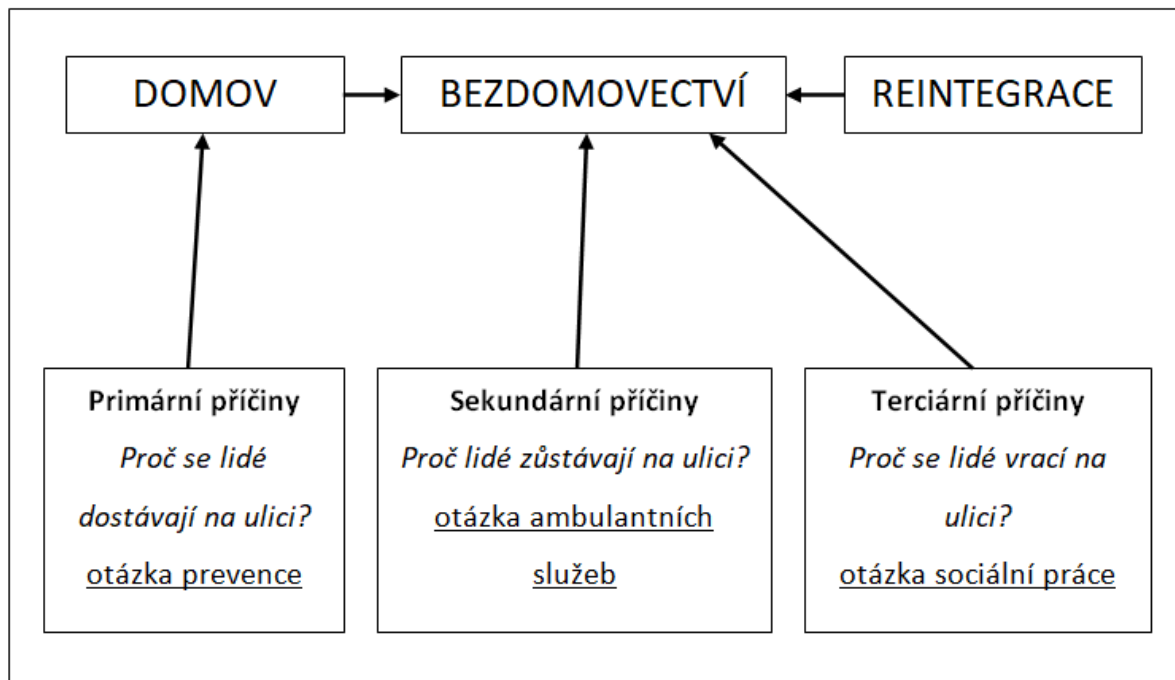 DOMOV
BEZDOMOVECTVÍ
REINTEGRACE
Primární příčiny
Proč se lidé
dostávají na ulici?
otázka prevence
Sekundární příčiny
Proč lidé zůstávají na ulici?
otázka ambulantních
služeb
Terciární příčiny
Proč se lidé vrací na
ulici?
otázka sociální práce